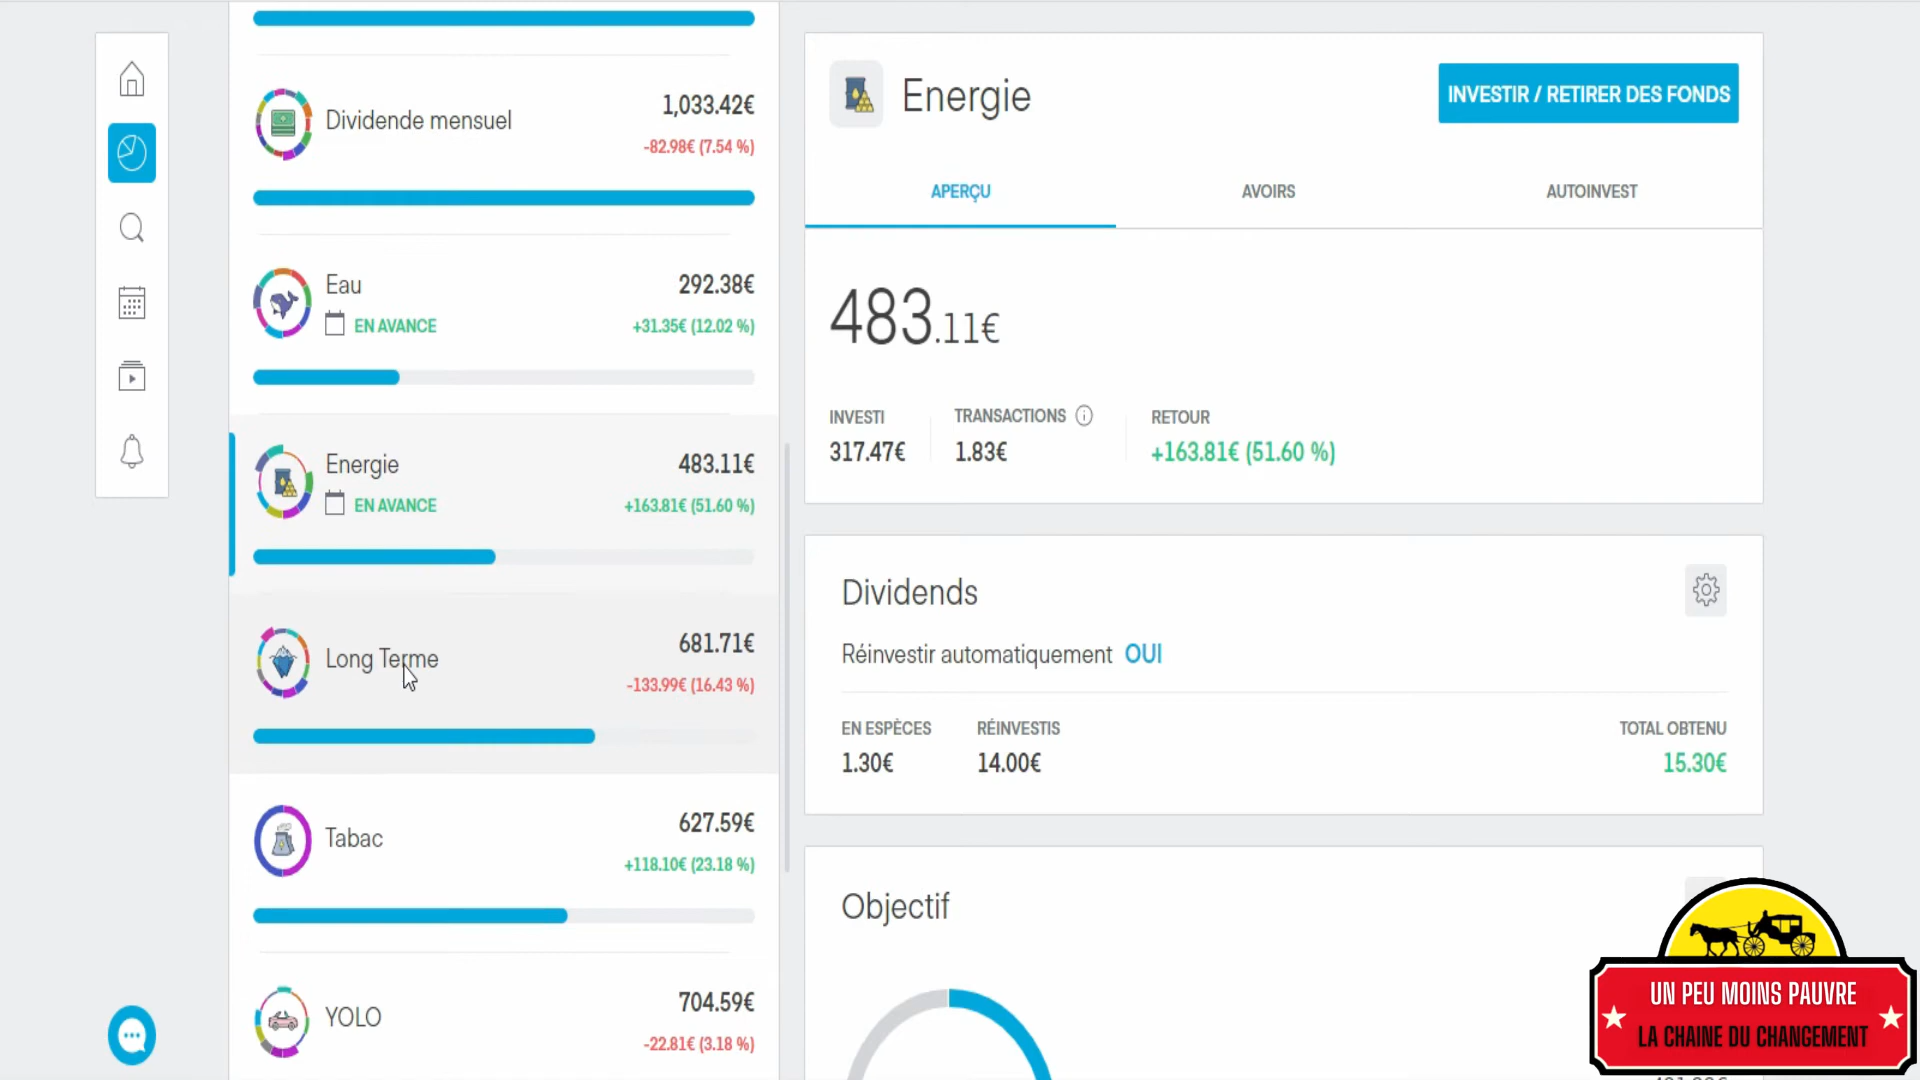 Dividende mensuel
1,033.42€
-82.98€ (7.54 %)
Eau
292.38€
EN AVANCE
+31.35€ (12.02 %)
Energie
483.11€
EN AVANCE
+163.81€ (51.60 %)
Long Terme
681.71€
-133.99€ (16.43 %)
Tabac
627.59€
+118.10€ (23.18 %)
YOLO
704.59€
-22.81€ (3.18 %)
Energie
INVESTIR / RETIRER DES FONDS
APERÇU
AVOIRS
AUTOINVEST
483.11€
INVESTI
TRANSACTIONS
RETOUR
317.47€
1.83€
+163.81€ (51.60 %)
Dividends
Réinvestir automatiquement OUI
EN ESPÈCES
RÉINVESTIS
TOTAL OBTENU
1.30€
14.00€
15.30€
Objectif
UN PEU MOINS PAUVRE
LA CHAINE DU CHANGEMENT